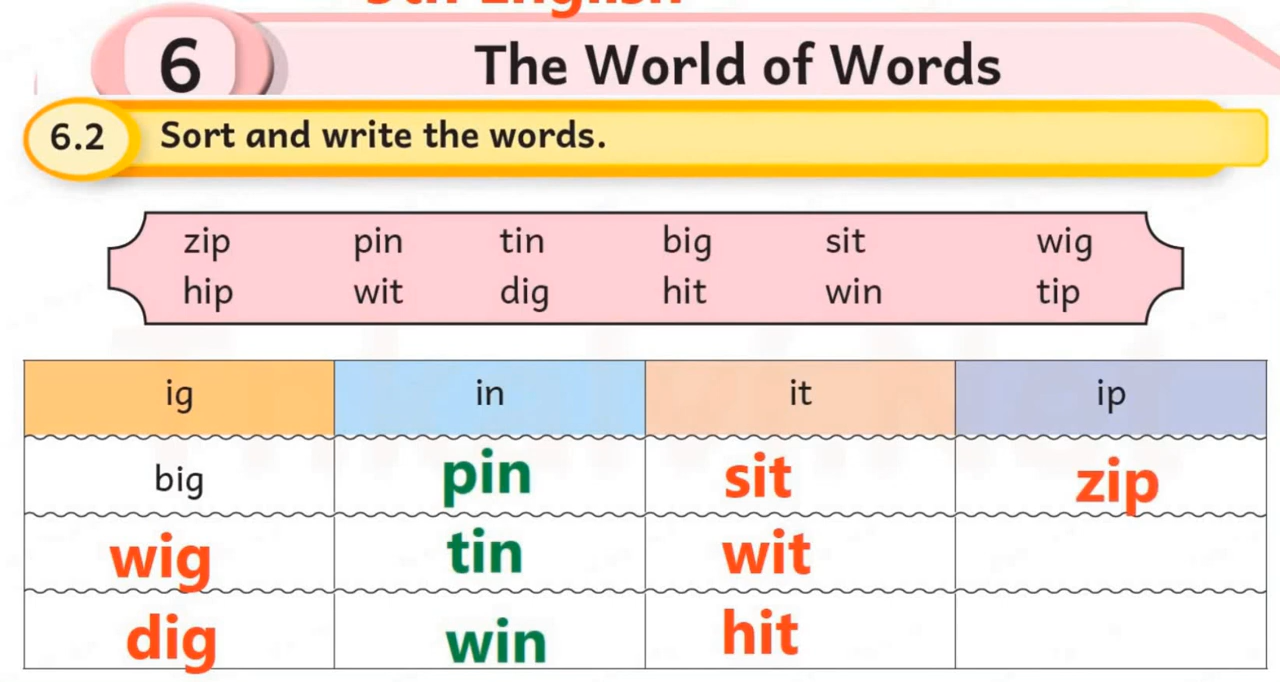 5th English
6 The World of Words
6.2 Sort and write the words.
zip pin tin big sit wig
hip wit dig hit win tip
ig in it ip
big pin sit zip
wig tin wit
dig win hit